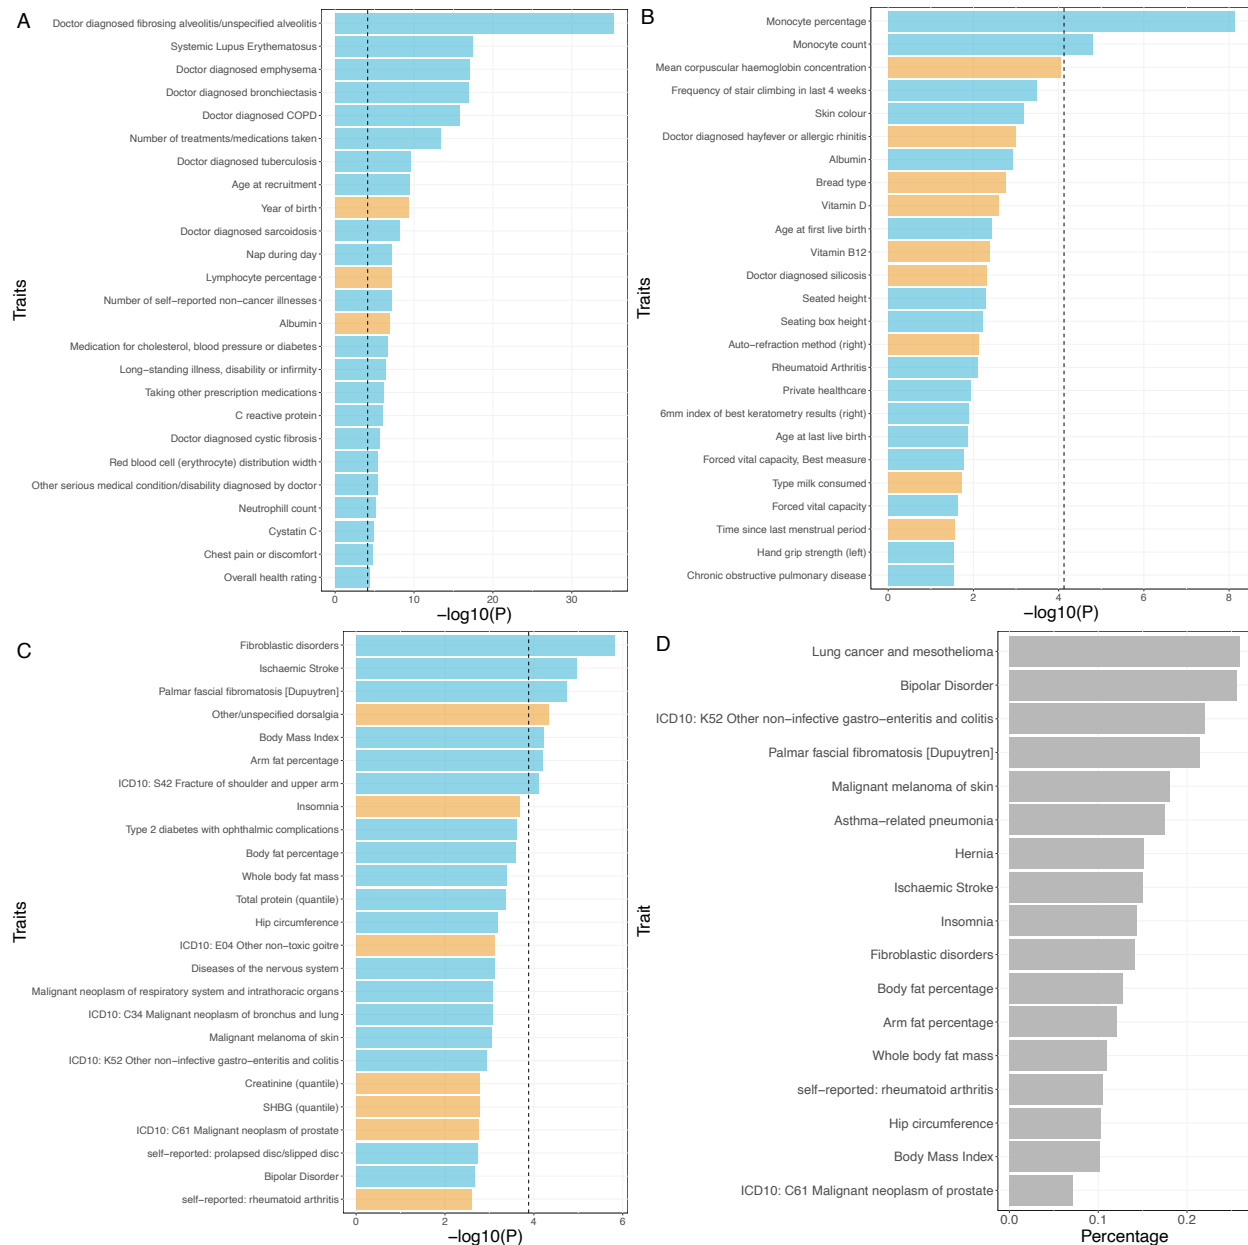 A
Doctor diagnosed fibrosing alveolitis/unspecified alveolitis
Systemic Lupus Erythematosus
Doctor diagnosed emphysema
Doctor diagnosed bronchiectasis
Doctor diagnosed COPD
Number of treatments/medications taken
Doctor diagnosed tuberculosis
Age at recruitment
Year of birth
Doctor diagnosed sarcoidosis
Nap during day
Lymphocyte percentage
Number of self-reported non-cancer illnesses
Albumin
Medication for cholesterol, blood pressure or diabetes
Long-standing illness, disability or infirmity
Taking other prescription medications
C reactive protein
Doctor diagnosed cystic fibrosis
Red blood cell (erythrocyte) distribution width
Other serious medical condition/disability diagnosed by doctor
Neutrophill count
Cystatin C
Chest pain or discomfort
Overall health rating
Traits
0 10 20 30
−log10(P)
B
Monocyte percentage
Monocyte count
Mean corpuscular haemoglobin concentration
Frequency of stair climbing in last 4 weeks
Skin colour
Doctor diagnosed hayfever or allergic rhinitis
Albumin
Bread type
Vitamin D
Age at first live birth
Vitamin B12
Doctor diagnosed silicosis
Seated height
Seating box height
Auto-refraction method (right)
Rheumatoid Arthritis
Private healthcare
6mm index of best keratometry results (right)
Age at last live birth
Forced vital capacity, Best measure
Type milk consumed
Forced vital capacity
Time since last menstrual period
Hand grip strength (left)
Chronic obstructive pulmonary disease
Traits
0 2 4 6 8
−log10(P)
C
Fibroblastic disorders
Ischaemic Stroke
Palmar fascial fibromatosis [Dupuytren]
Other/unspecified dorsalgia
Body Mass Index
Arm fat percentage
ICD10: S42 Fracture of shoulder and upper arm
Insomnia
Type 2 diabetes with ophthalmic complications
Body fat percentage
Whole body fat mass
Total protein (quantile)
Hip circumference
ICD10: E04 Other non-toxic goitre
Diseases of the nervous system
Malignant neoplasm of respiratory system and intrathoracic organs
ICD10: C34 Malignant neoplasm of bronchus and lung
Malignant melanoma of skin
ICD10: K52 Other non-infective gastro-enteritis and colitis
Creatinine (quantile)
SHBG (quantile)
ICD10: C61 Malignant neoplasm of prostate
self-reported: prolapsed disc/slipped disc
Bipolar Disorder
self-reported: rheumatoid arthritis
Traits
0 2 4 6
−log10(P)
D
Lung cancer and mesothelioma
Bipolar Disorder
ICD10: K52 Other non-infective gastro-enteritis and colitis
Palmar fascial fibromatosis [Dupuytren]
Malignant melanoma of skin
Asthma-related pneumonia
Hernia
Ischaemic Stroke
Insomnia
Fibroblastic disorders
Body fat percentage
Arm fat percentage
Whole body fat mass
self-reported: rheumatoid arthritis
Hip circumference
Body Mass Index
ICD10: C61 Malignant neoplasm of prostate
Trait
0.0 0.1 0.2
Percentage